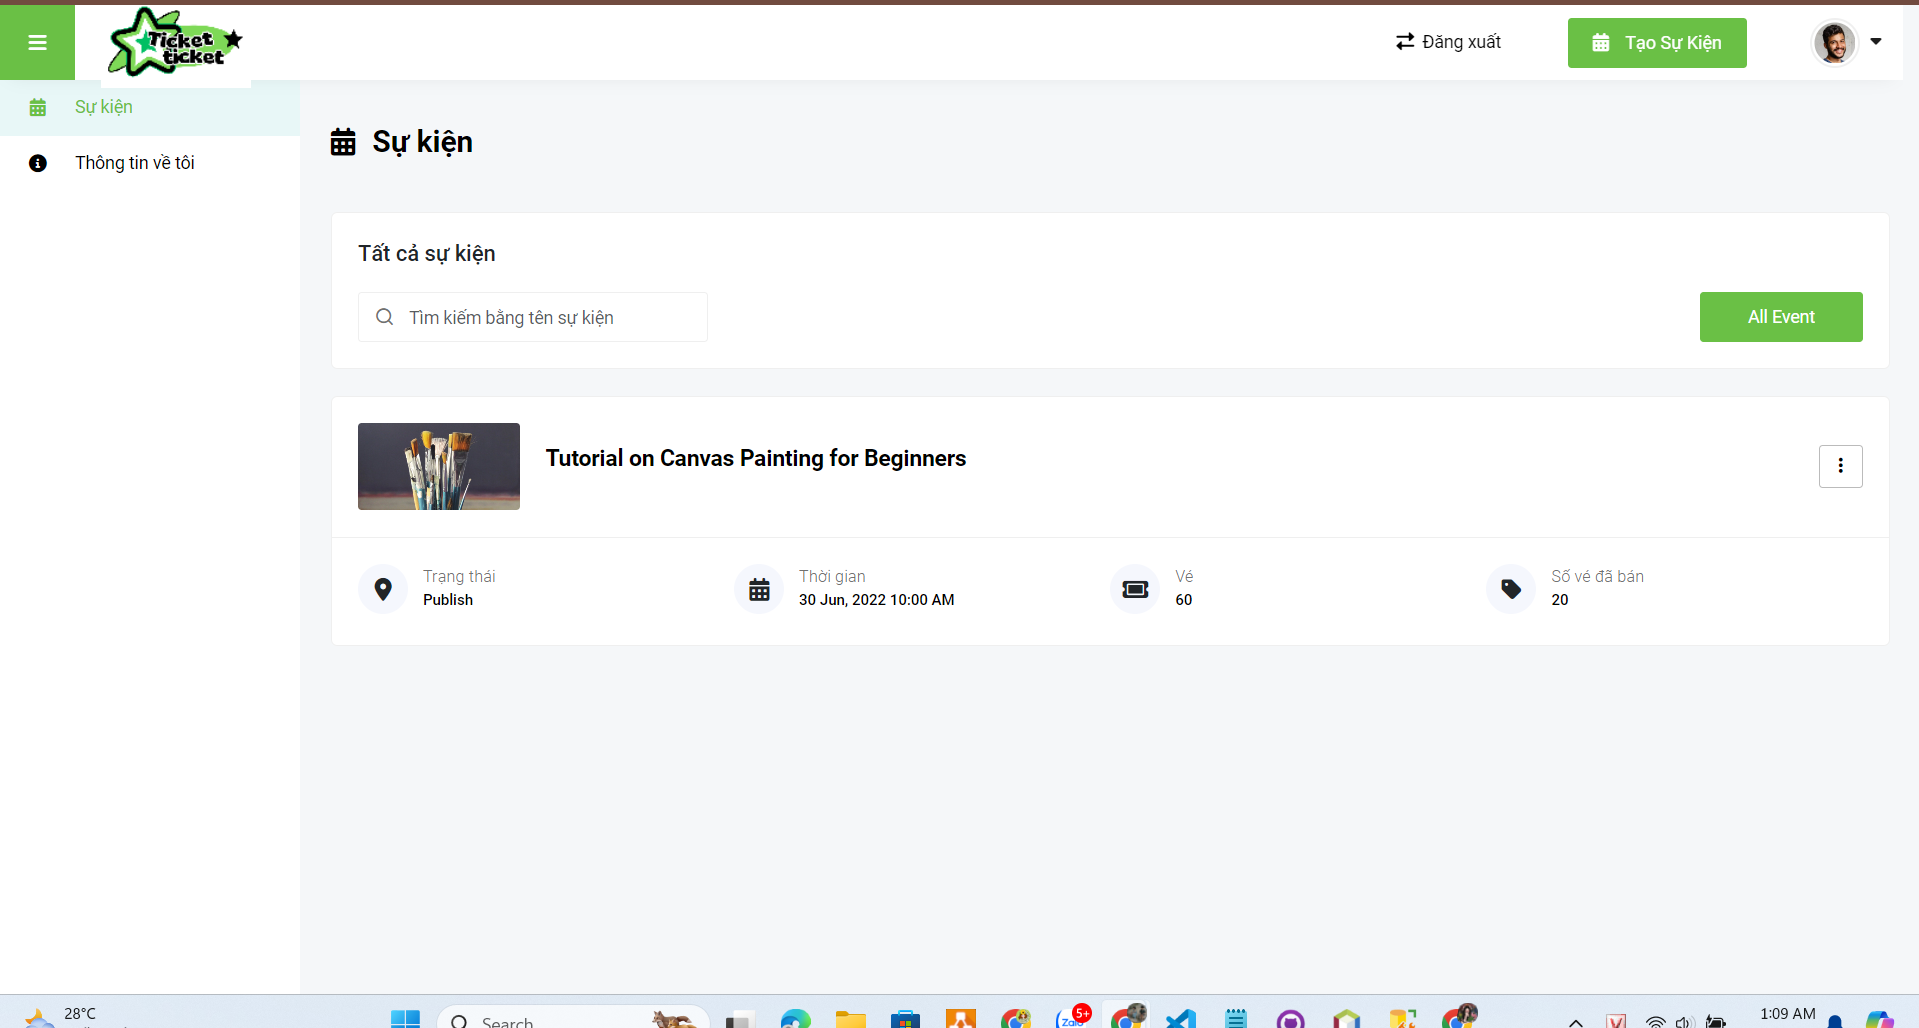 Ticket
ticket
Đăng xuất
Tạo Sự Kiện
Sự kiện
Thông tin về tôi
Sự kiện
Tất cả sự kiện
Tìm kiếm bằng tên sự kiện
All Event
Tutorial on Canvas Painting for Beginners
Trạng thái
Publish
Thời gian
30 Jun, 2022 10:00 AM
Vé
60
Số vé đã bán
20
28°C
Search
5+
Zalo
V
1:09 AM